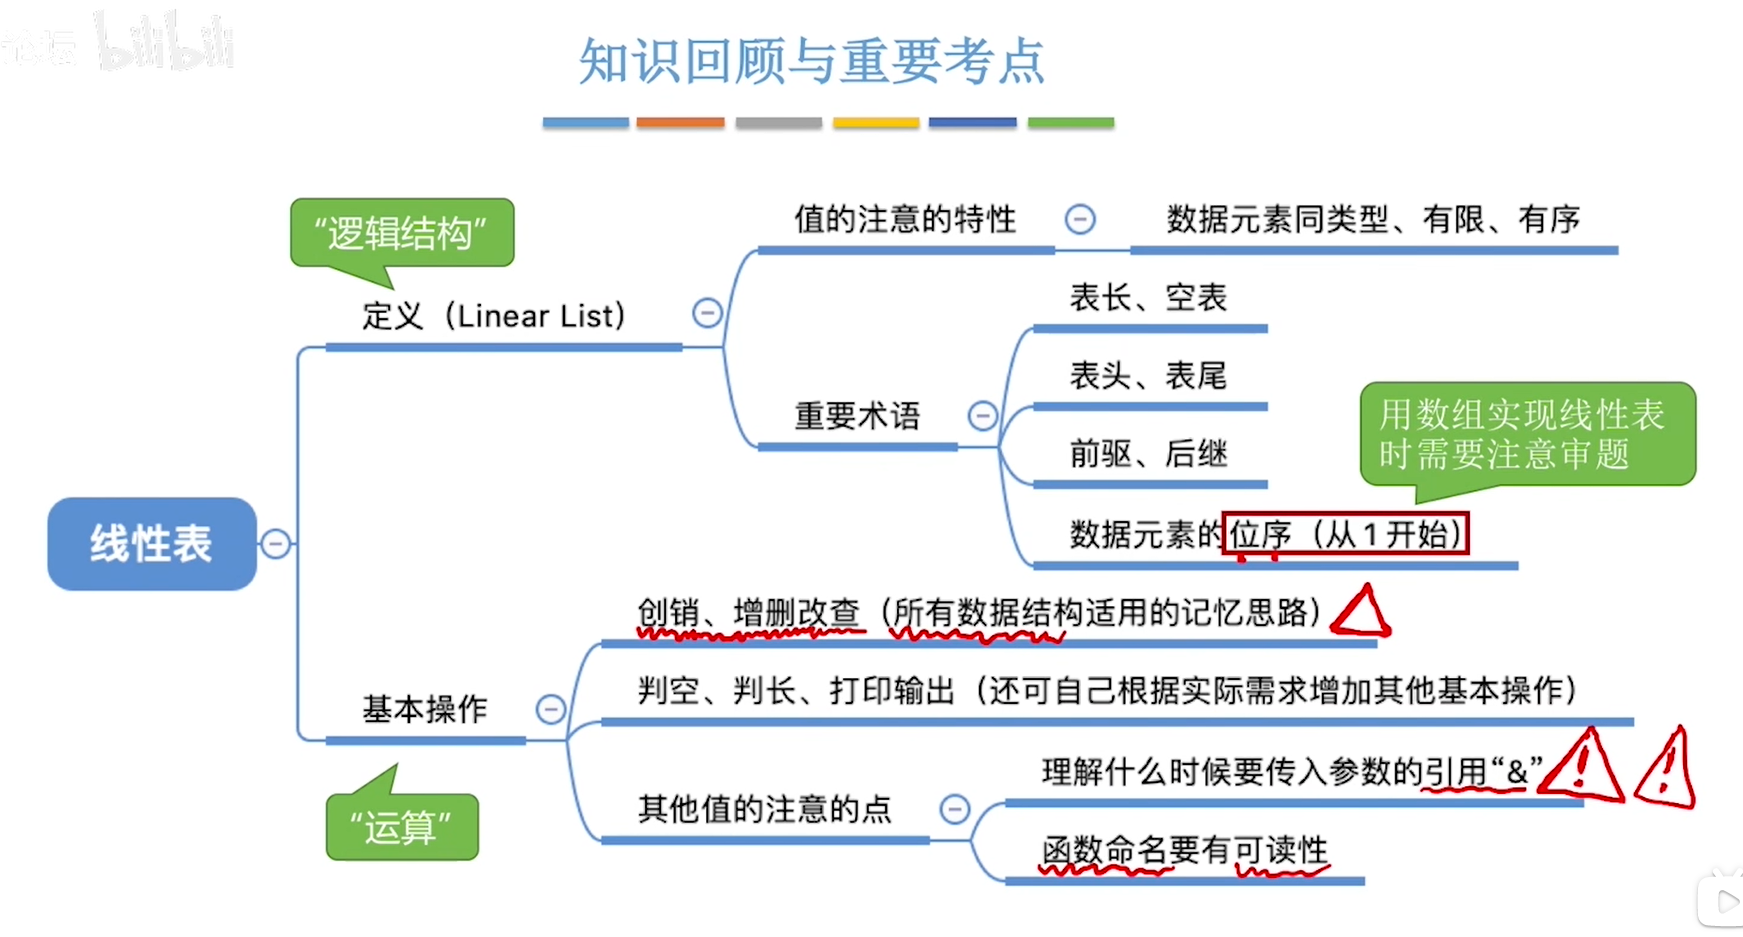 论坛 bilibili
知识回顾与重要考点
“逻辑结构”
定义（Linear List）
值的注意的特性
数据元素同类型、有限、有序
重要术语
表长、空表
表头、表尾
前驱、后继
数据元素的位序（从1开始）
用数组实现线性表
时需要注意审题
线性表
基本操作
“运算”
创销、增删改查（所有数据结构适用的记忆思路）
判空、判长、打印输出（还可自己根据实际需求增加其他基本操作）
其他值的注意的点
理解什么时候要传入参数的引用“&”
函数命名要有可读性